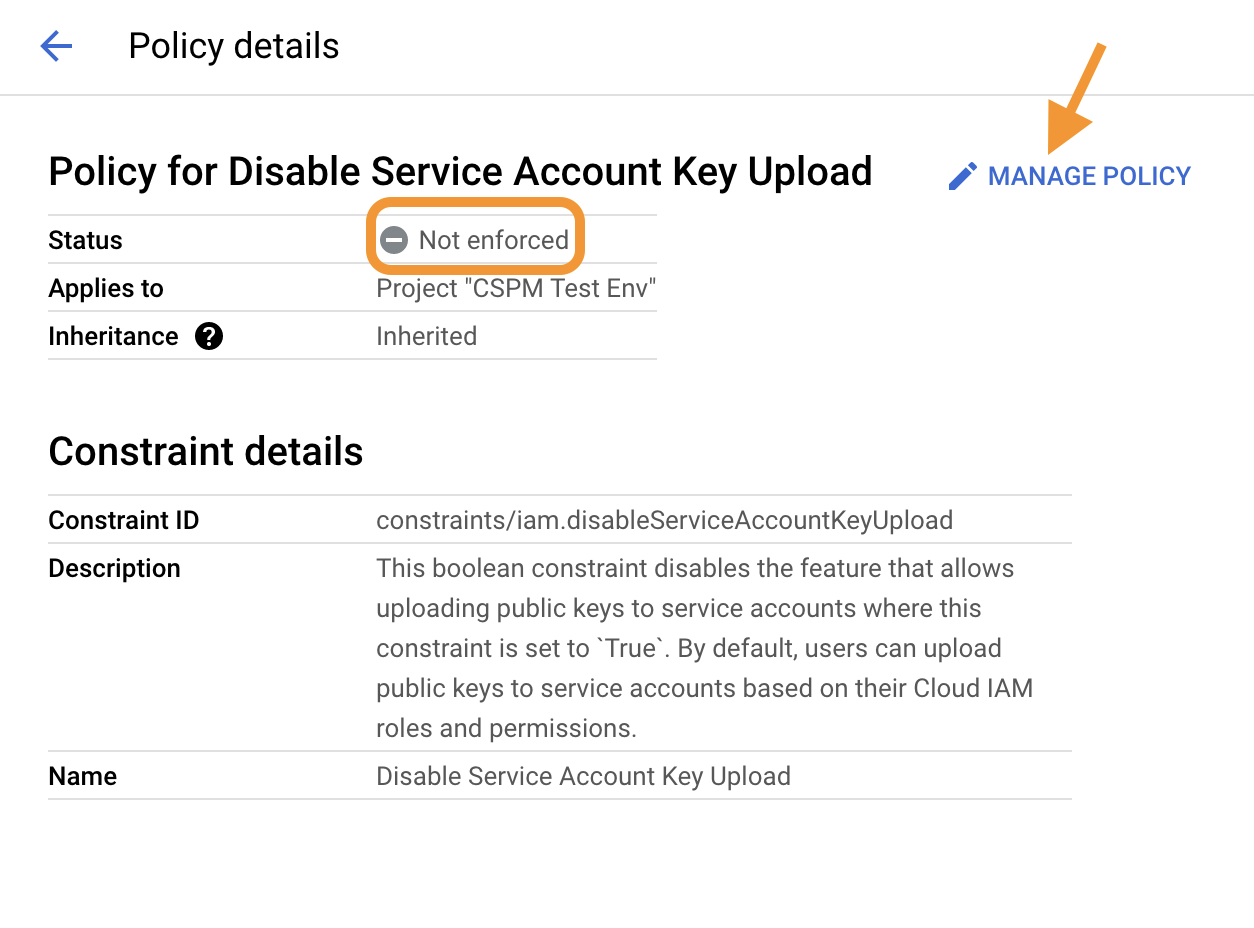 Policy details
Policy for Disable Service Account Key Upload
MANAGE POLICY
Status Not enforced
Applies to Project "CSPM Test Env"
Inheritance ? Inherited
Constraint details
Constraint ID constraints/iam.disableServiceAccountKeyUpload
Description This boolean constraint disables the feature that allows
uploading public keys to service accounts where this
constraint is set to `True`. By default, users can upload
public keys to service accounts based on their Cloud IAM
roles and permissions.
Name Disable Service Account Key Upload